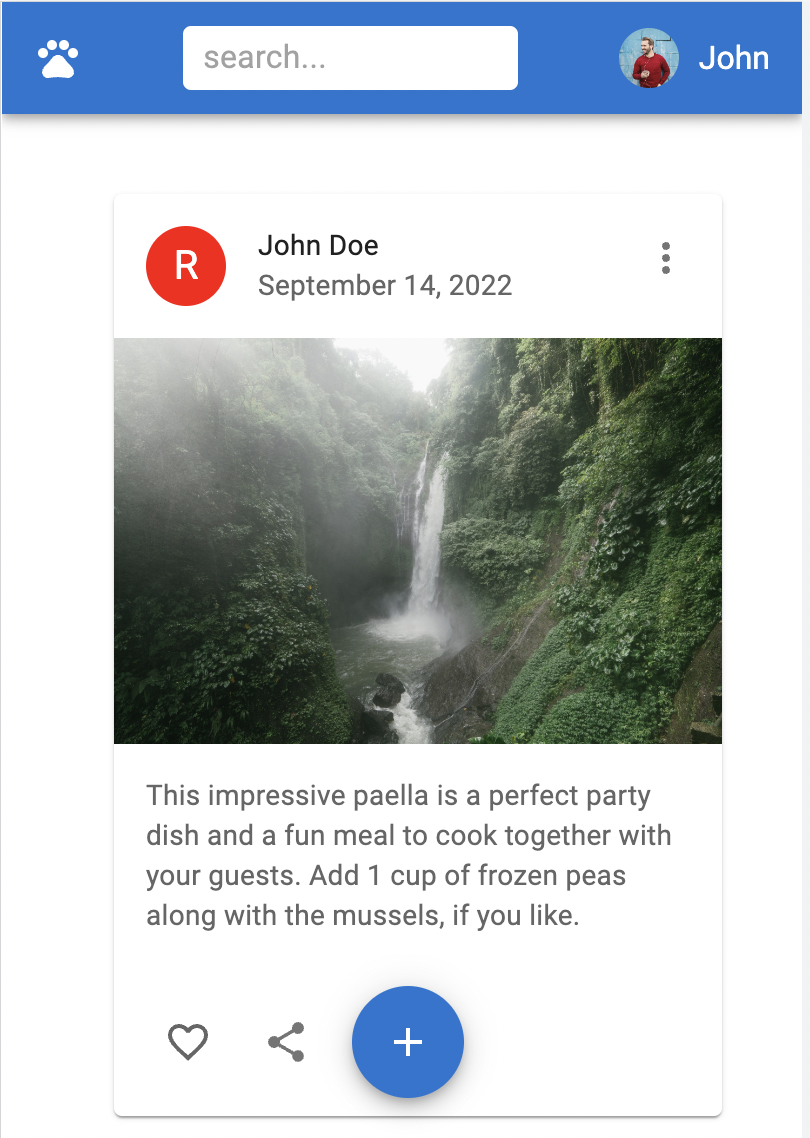 search...
John
R
John Doe
September 14, 2022
This impressive paella is a perfect party
dish and a fun meal to cook together with
your guests. Add 1 cup of frozen peas
along with the mussels, if you like.